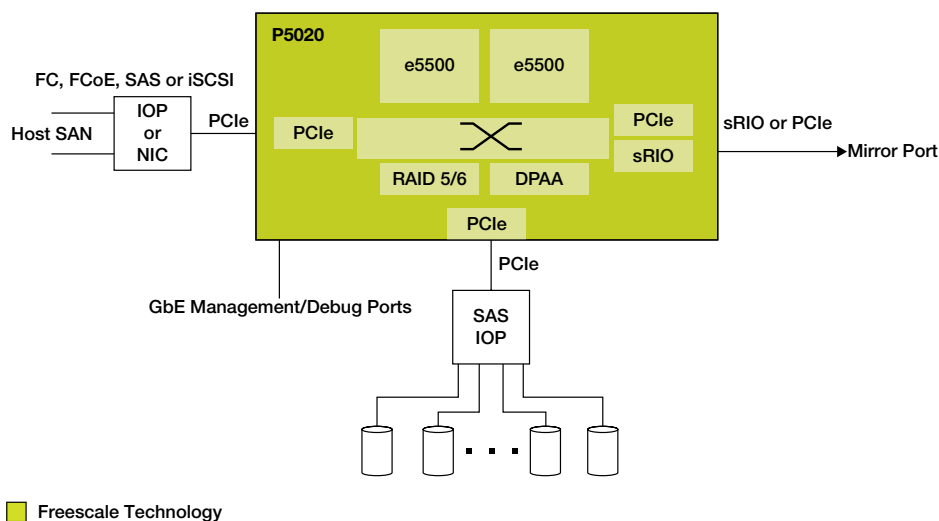 P5020
e5500
e5500
FC, FCoE, SAS or iSCSI
IOP
or
NIC
Host SAN
PCIe
PCIe
PCIe
sRIO
sRIO or PCIe
Mirror Port
RAID 5/6
DPAA
PCIe
PCIe
GbE Management/Debug Ports
SAS
IOP
Freescale Technology